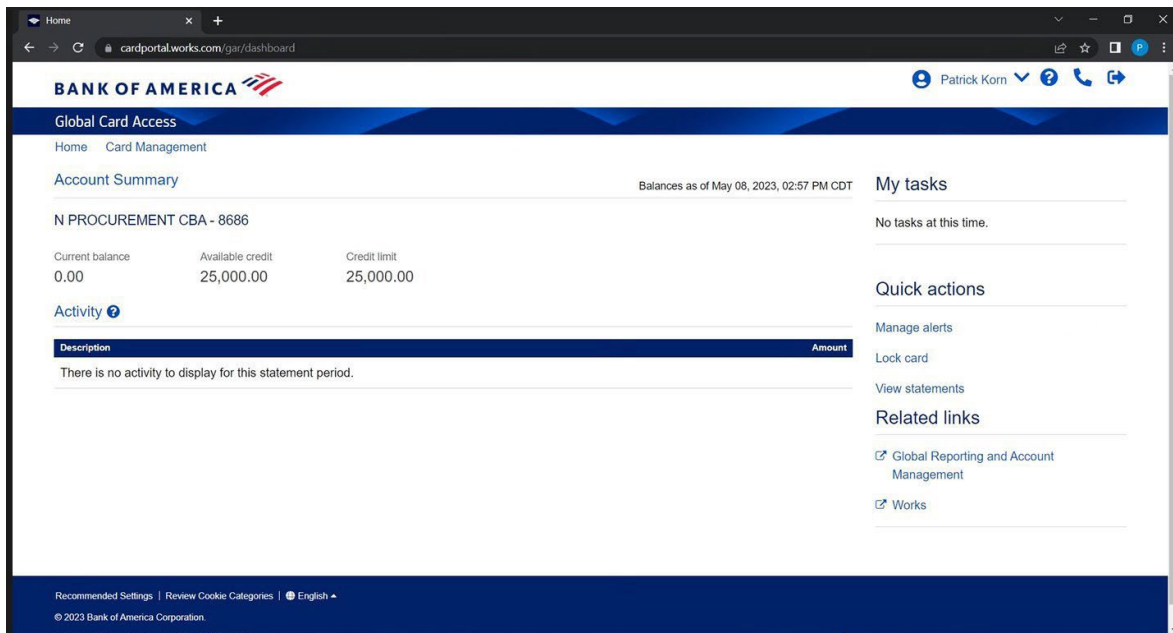 Home
cardportal.works.com/gar/dashboard
P
BANK OF AMERICA
Patrick Korn
Global Card Access
Home Card Management
Account Summary
Balances as of May 08, 2023, 02:57 PM CDT
N PROCUREMENT CBA - 8686
Current balance Available credit Credit limit
0.00 25,000.00 25,000.00
Activity
Description Amount
There is no activity to display for this statement period.
My tasks
No tasks at this time.
Quick actions
Manage alerts
Lock card
View statements
Related links
Global Reporting and Account
Management
Works
Recommended Settings | Review Cookie Categories | English
© 2023 Bank of America Corporation.